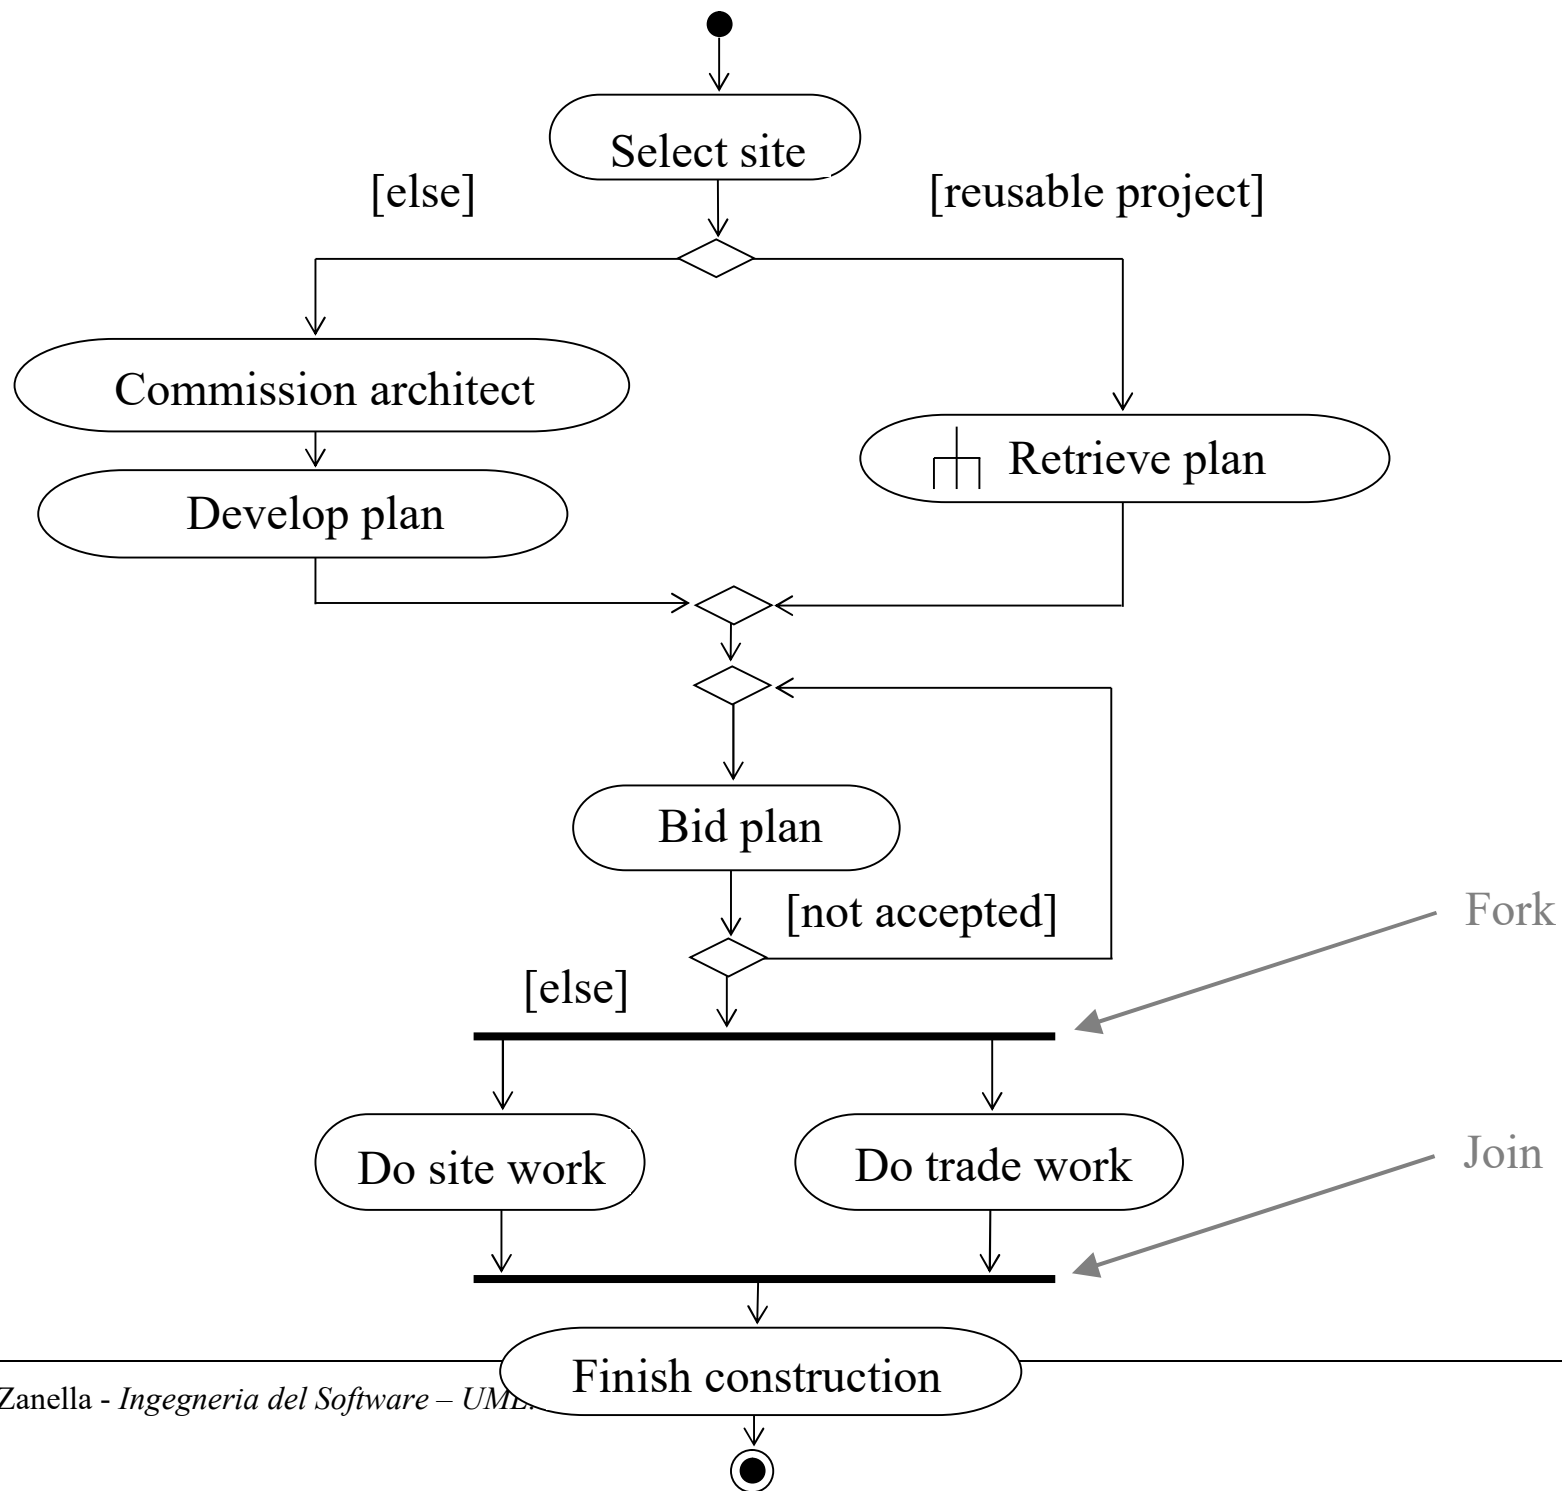 Select site
[else]
[reusable project]
Commission architect
Retrieve plan
Develop plan
Bid plan
[not accepted]
Fork
[else]
Do site work
Do trade work
Join
Finish construction
Zanella - Ingegneria del Software – UML